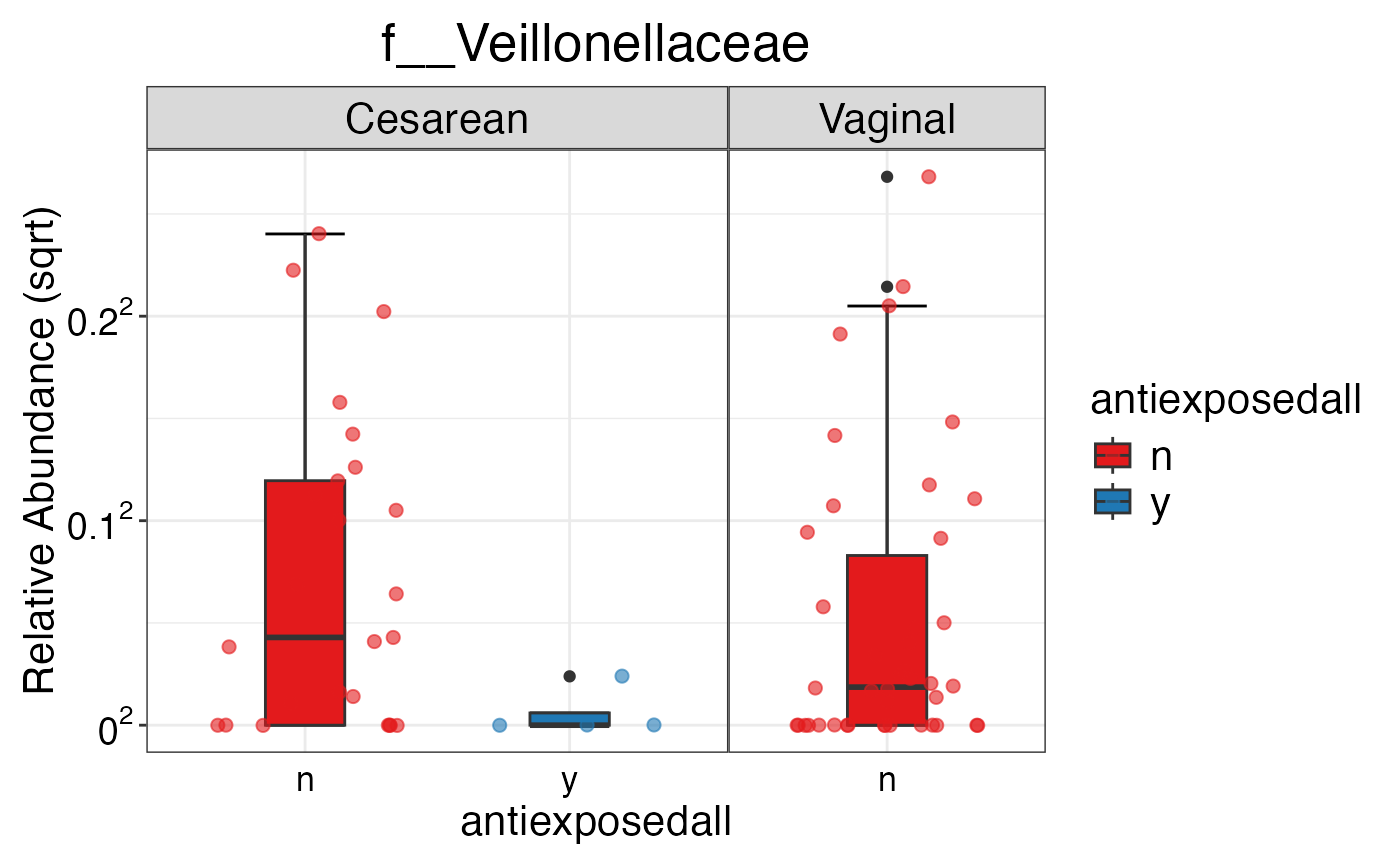 f__Veillonellaceae
Cesarean
Vaginal
Relative Abundance (sqrt)
0.2²
0.1²
0²
n
y
n
antiexposedall
antiexposedall
n
y